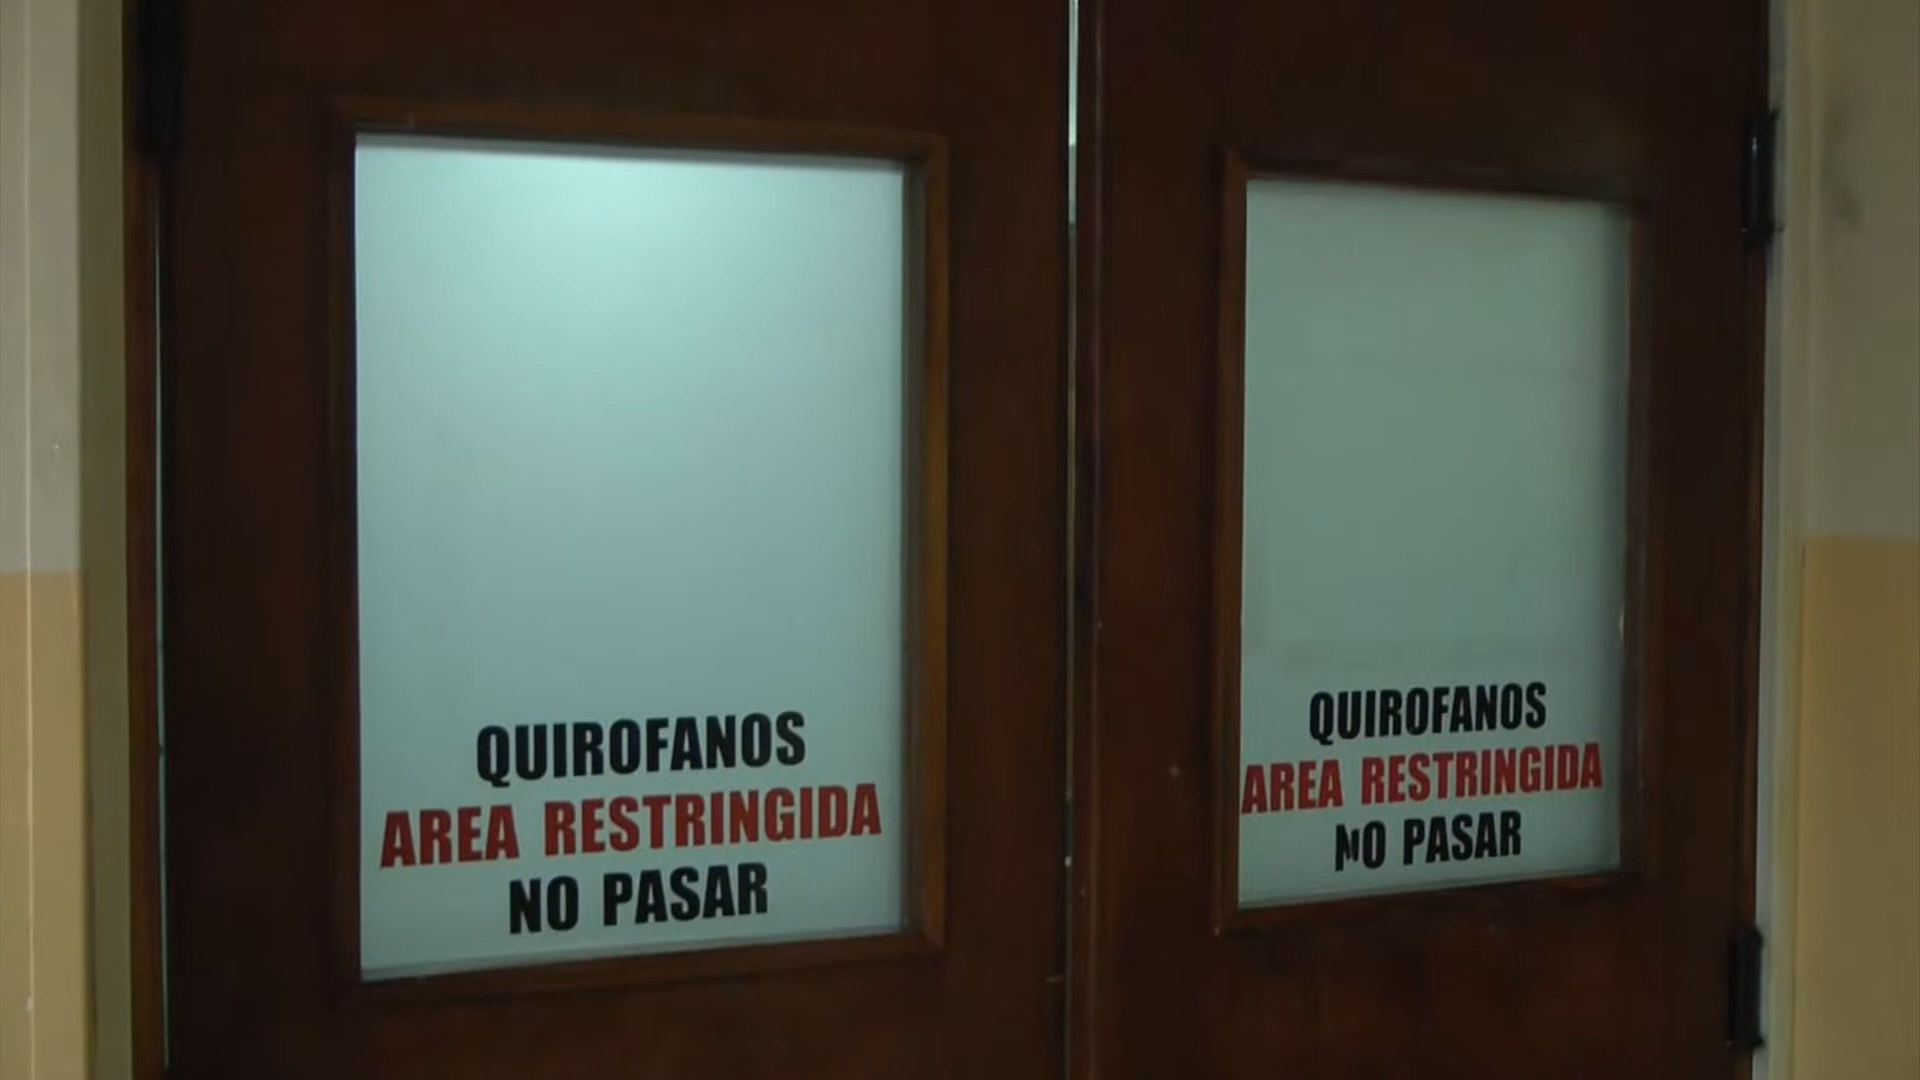 QUIROFANOS
AREA RESTRINGIDA
NO PASAR
QUIROFANOS
AREA RESTRINGIDA
NO PASAR